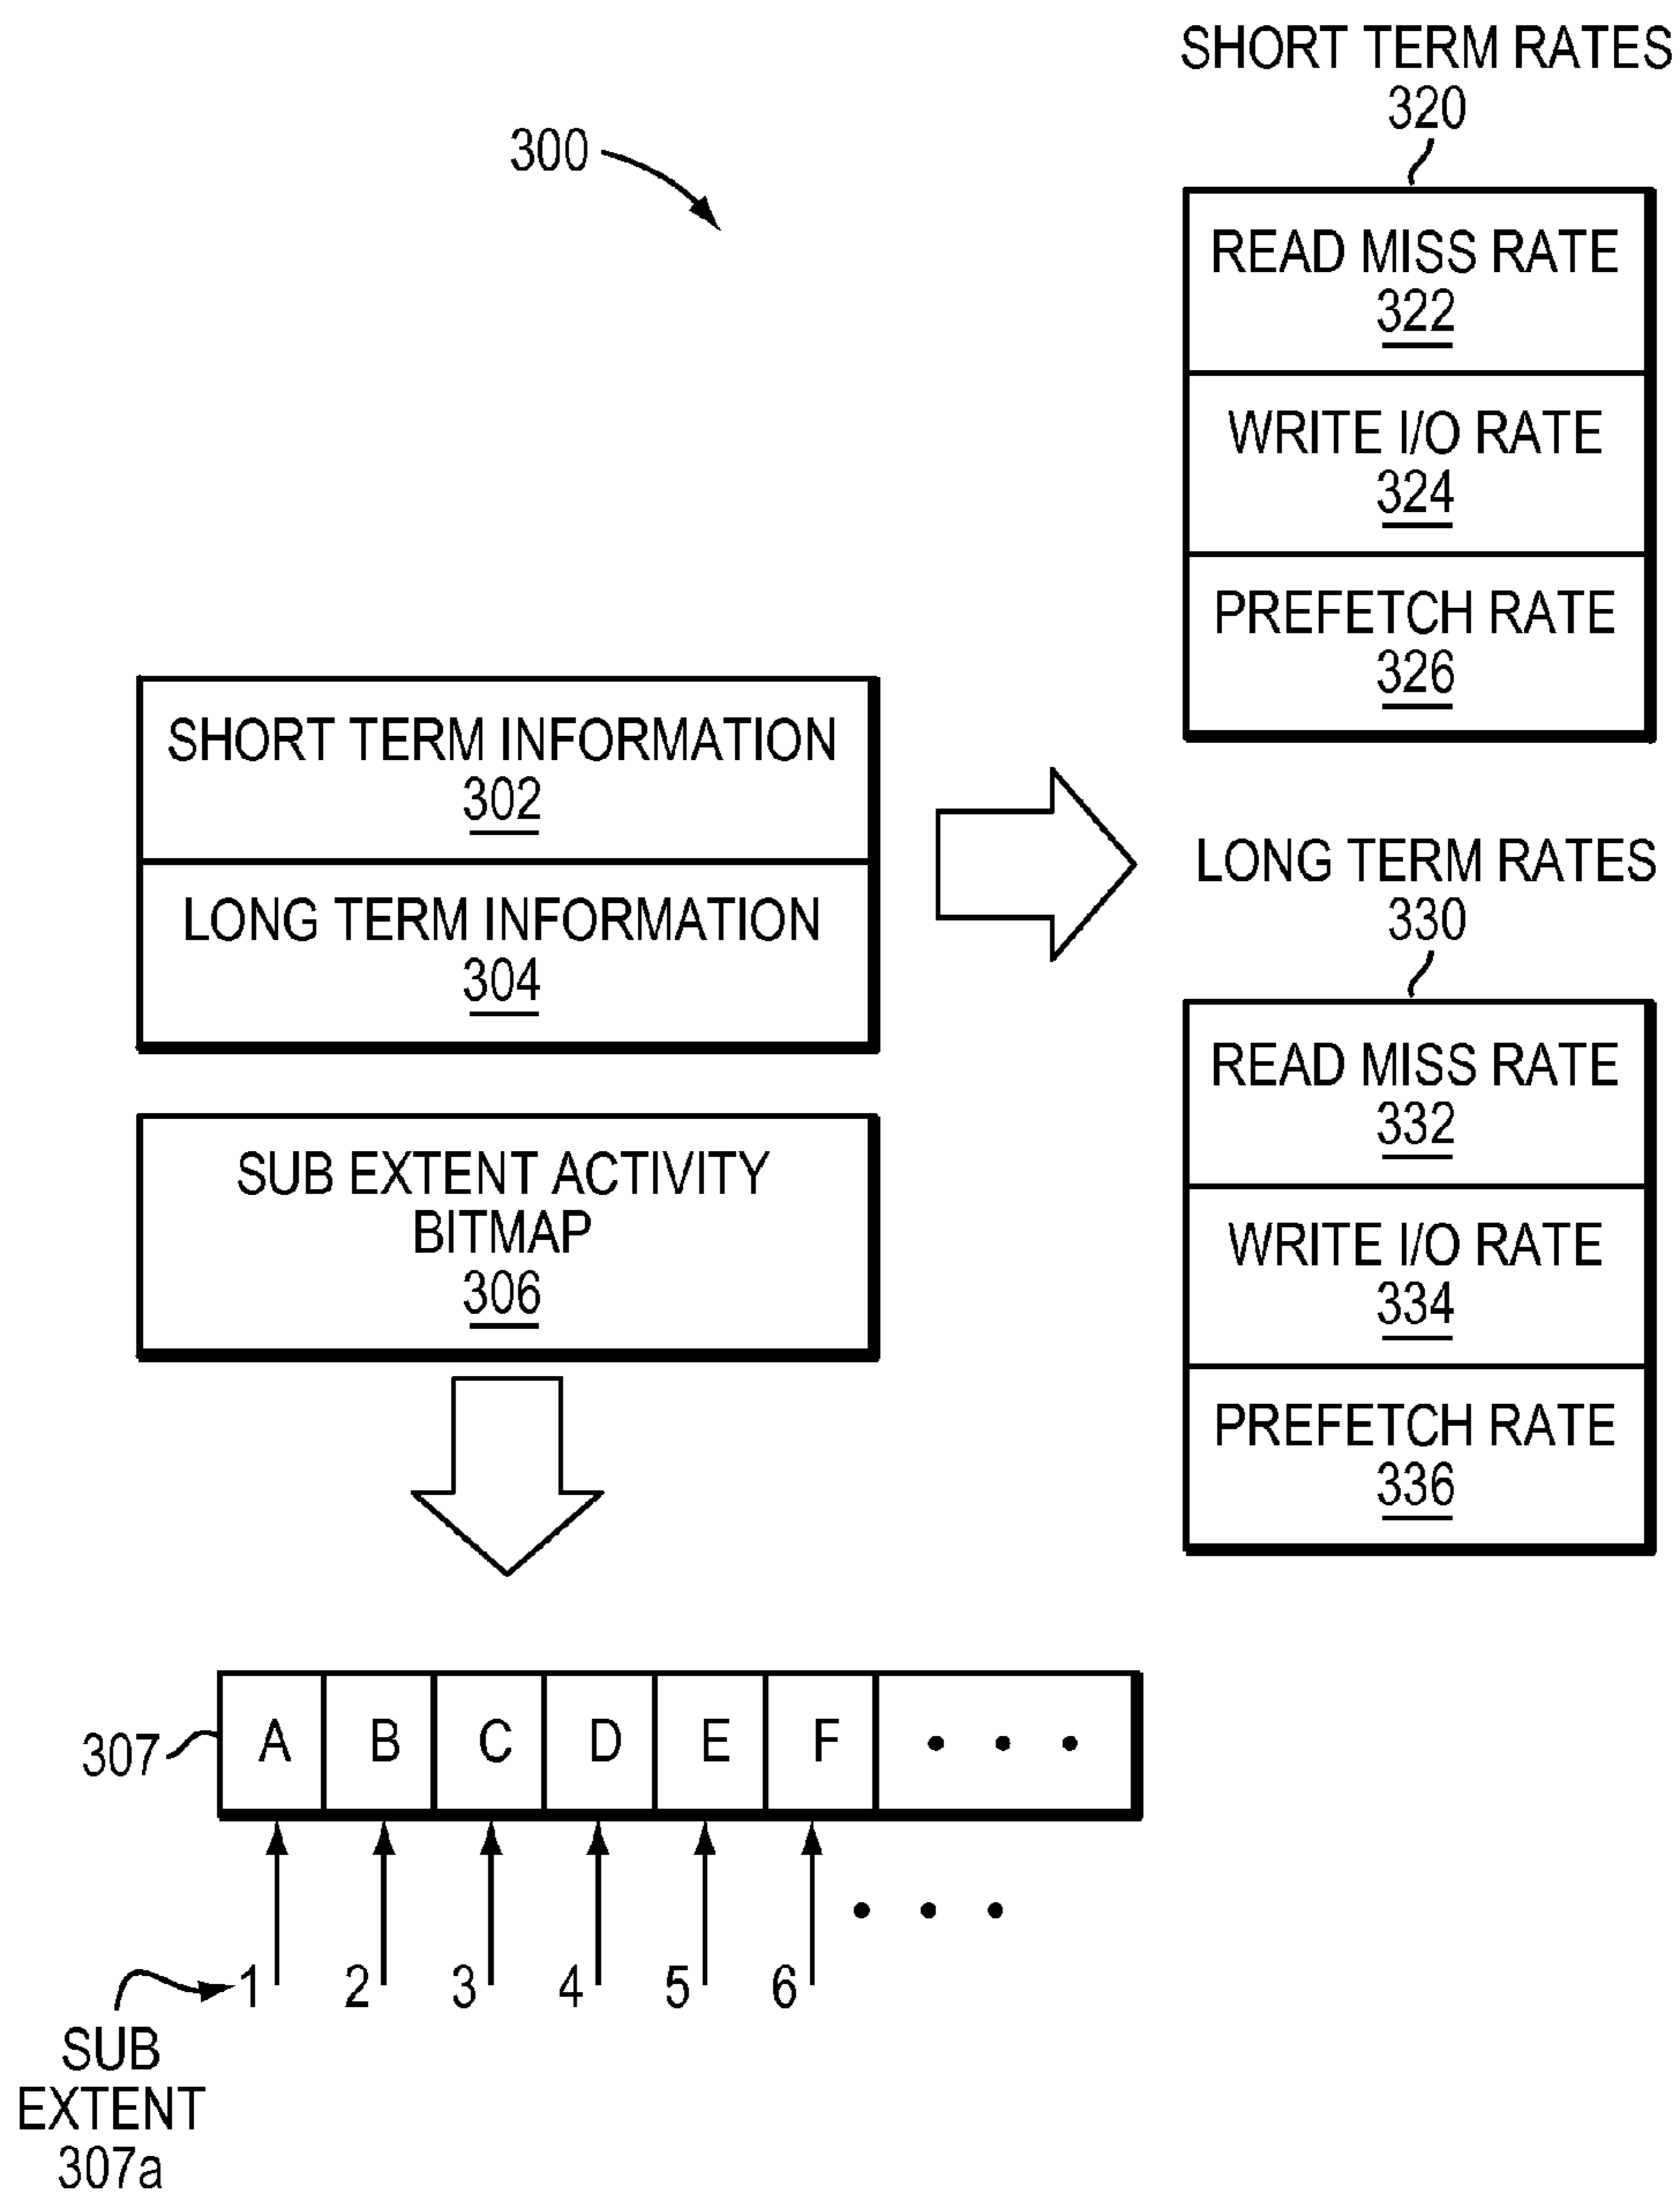 300
SHORT TERM RATES
320
READ MISS RATE
322
WRITE I/O RATE
324
PREFETCH RATE
326
SHORT TERM INFORMATION
302
LONG TERM INFORMATION
304
LONG TERM RATES
330
READ MISS RATE
332
WRITE I/O RATE
334
PREFETCH RATE
336
SUB EXTENT ACTIVITY
BITMAP
306
307 A B C D E F • • •
1 2 3 4 5 6 • • •
SUB
EXTENT
307a